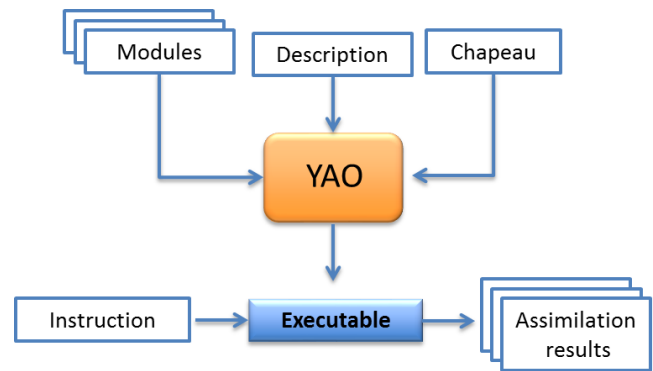 Modules
Description
Chapeau
YAO
Instruction
Executable
Assimilation
results